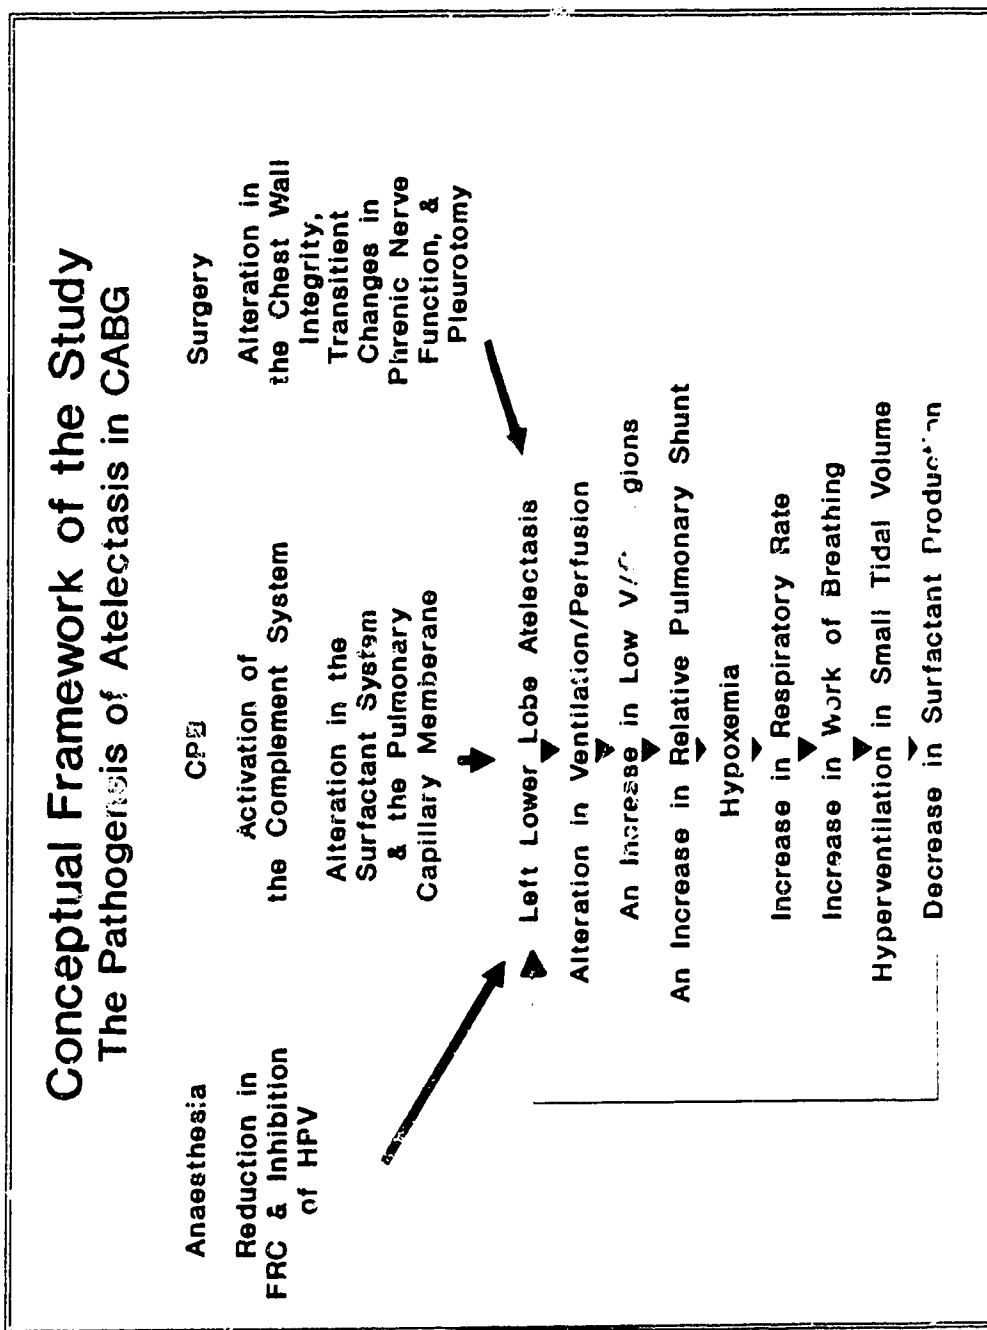 Conceptual Framework of the Study
The Pathogensis of Atelectasis in CABG
Anaesthesia
Reduction in
FRC & Inhibition
of HPV
CPB
Activation of
the Complement System
Alteration in the
Surfactant System
& the Pulmonary
Capillary Memberane
Surgery
Alteration in
the Chest Wall
Integrity,
Transitient
Changes in
Phrenic Nerve
Function, &
Pleurotomy
Left Lower Lobe Atelectasis
Alteration in Ventilation/Perfusion
An Increase in Low
An Increase in Relative Pulmonary Shunt
Hypoxemia
Increase in Respiratory Rate
Increase in Work of Breathing
Hyperventilation in Small Tidal Volume
Decrease in Surfactant Production